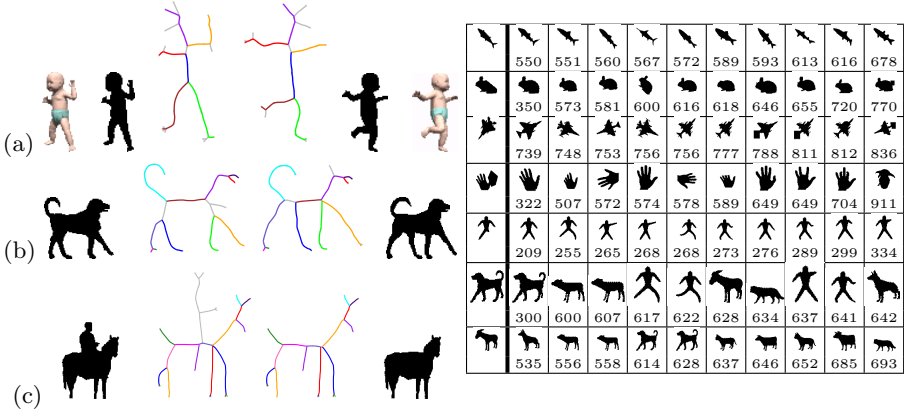 (a)
(b)
(c)
550 551 560 567 572 589 593 613 616 678
350 573 581 600 616 618 646 655 720 770
739 748 753 756 756 777 788 811 812 836
322 507 572 574 578 589 649 649 704 911
209 255 265 268 268 273 276 289 299 334
300 600 607 617 622 628 634 637 641 642
535 556 558 614 628 637 646 652 685 693